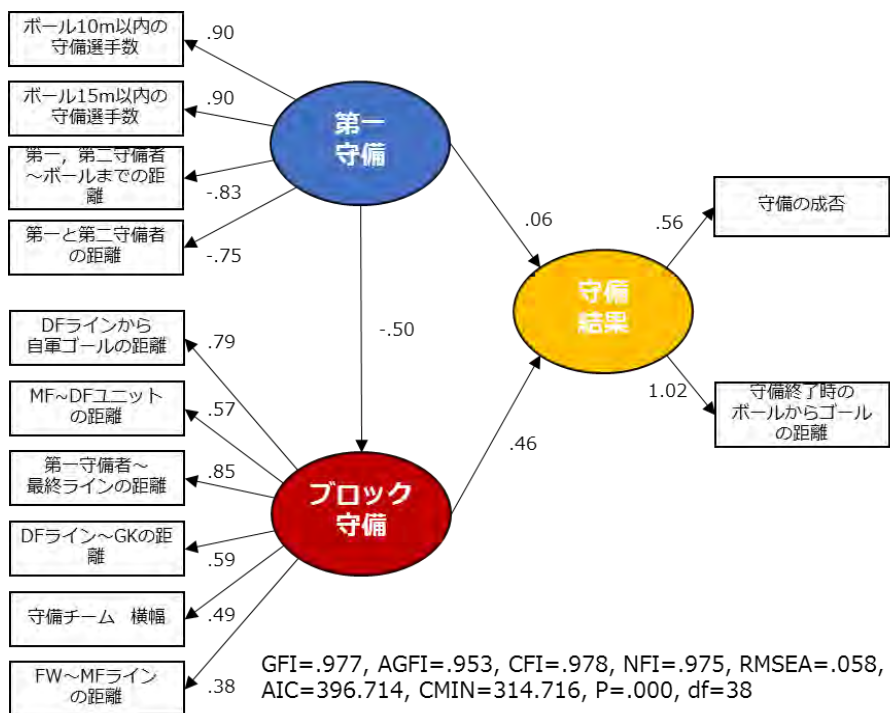 ボール10m以内の
守備選手数
.90
ボール15m以内の
守備選手数
.90
第一，第二守備者
～ボールまでの距
離
-.83
第一と第二守備者
の距離
-.75
第一
守備
.06
-.50
守備
結果
.56
守備の成否
1.02
守備終了時の
ボールからゴール
の距離
.46
DFラインから
自軍ゴールの距離
.79
MF~DFユニット
の距離
.57
第一守備者～
最終ラインの距離
.85
ブロック
守備
DFライン～GKの距
離
.59
守備チーム　横幅
.49
FW～MFライン
の距離
.38
GFI=.977, AGFI=.953, CFI=.978, NFI=.975, RMSEA=.058,
AIC=396.714, CMIN=314.716, P=.000, df=38